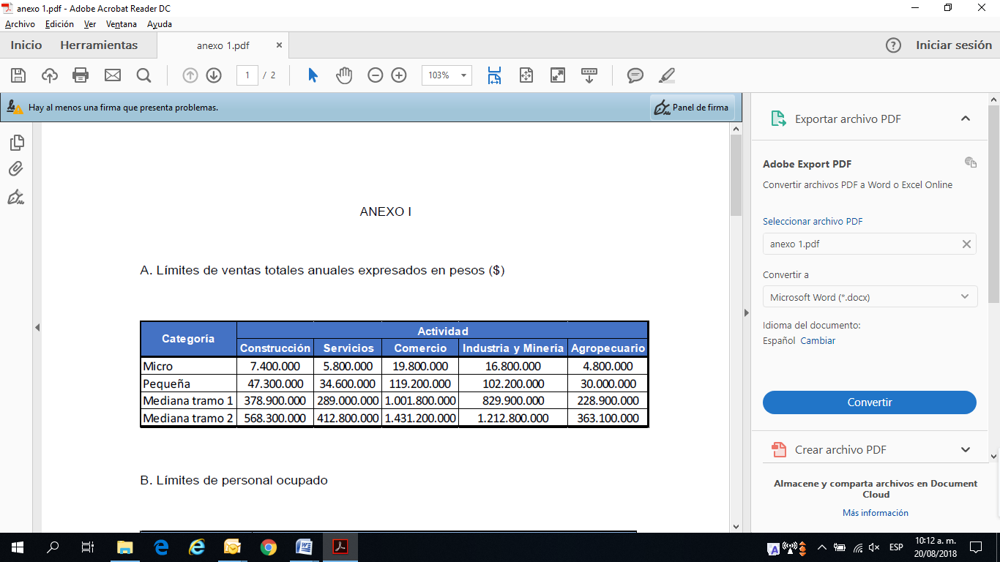 anexo 1.pdf - Adobe Acrobat Reader DC
Archivo Edición Ver Ventana Ayuda
Inicio Herramientas anexo 1.pdf × Iniciar sesión
1 / 2 103%
Hay al menos una firma que presenta problemas. Panel de firma
ANEXO I
A. Límites de ventas totales anuales expresados en pesos ($)
Categoría Actividad
Construcción Servicios Comercio Industria y Minería Agropecuario
Micro 7.400.000 5.800.000 19.800.000 16.800.000 4.800.000
Pequeña 47.300.000 34.600.000 119.200.000 102.200.000 30.000.000
Mediana tramo 1 378.900.000 289.000.000 1.001.800.000 829.900.000 228.900.000
Mediana tramo 2 568.300.000 412.800.000 1.431.200.000 1.212.800.000 363.100.000
B. Límites de personal ocupado
Exportar archivo PDF
Adobe Export PDF
Convertir archivos PDF a Word o Excel Online
Seleccionar archivo PDF
anexo 1.pdf
Convertir a
Microsoft Word (*.docx)
Idioma del documento:
Español Cambiar
Convertir
Crear archivo PDF
Almacene y comparta archivos en Document
Cloud
Más información
ESP 10:12 a. m.
20/08/2018